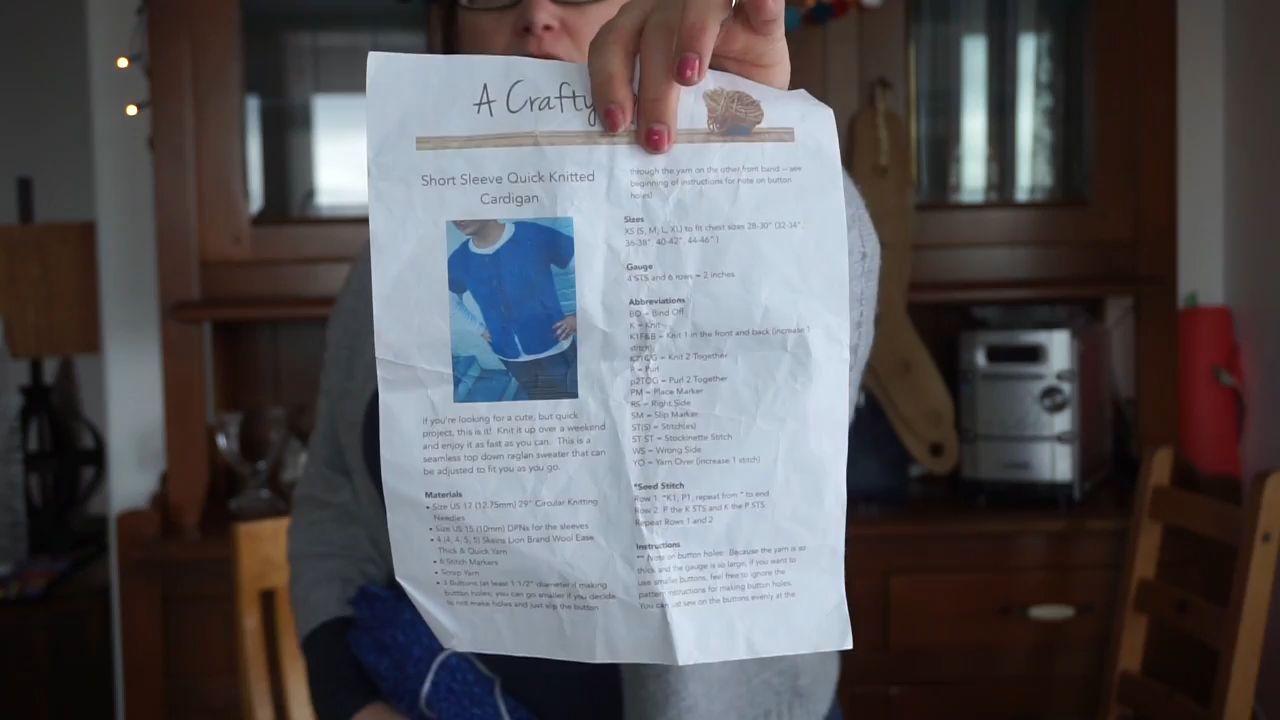 A Crafty
Short Sleeve Quick Knitted
Cardigan
If you're looking for a cute, but quick
project, this is it! Knit it up over a weekend
and enjoy it as fast as you can. This is a
seamless top down raglan sweater that can
be adjusted to fit you as you go.
Materials
• Size US 17 (12.75mm) 29" Circular Knitting
Needles
• Size US 15 (10mm) DPNs for the sleeves
• 4 (4, 4, 5, 5) Skeins Lion Brand Wool Ease
Thick & Quick Yarn
• 6 Stitch Markers
• Scrap Yarn
• 3 Buttons (at least 1 1/2" diameter if making
button holes, you can go smaller if you decide
to not make holes and just slip the button
through the yarn on the other front band – see
beginning of instructions for note on button
holes)
Sizes
XS (S, M, L, XL) to fit chest sizes 28-30" (32-34",
36-38", 40-42", 44-46" )
Gauge
4 STS and 6 rows = 2 inches
Abbreviations
BO = Bind Off
K = Knit
K1F&B = Knit 1 in the front and back (increase 1
stitch)
K2TOG = Knit 2 Together
P = Purl
p2TOG = Purl 2 Together
PM = Place Marker
RS = Right Side
SM = Slip Marker
ST(S) = Stitch(es)
ST ST = Stockinette Stitch
WS = Wrong Side
YO = Yarn Over (increase 1 stitch)
*Seed Stitch
Row 1: *K1, P1, repeat from * to end
Row 2: P the K STS and K the P STS
Repeat Rows 1 and 2
Instructions
** Note on button holes: Because the yarn is so
thick and the gauge is so large, if you want to
use smaller buttons, feel free to ignore the
pattern instructions for making button holes.
You can just sew on the buttons evenly at the